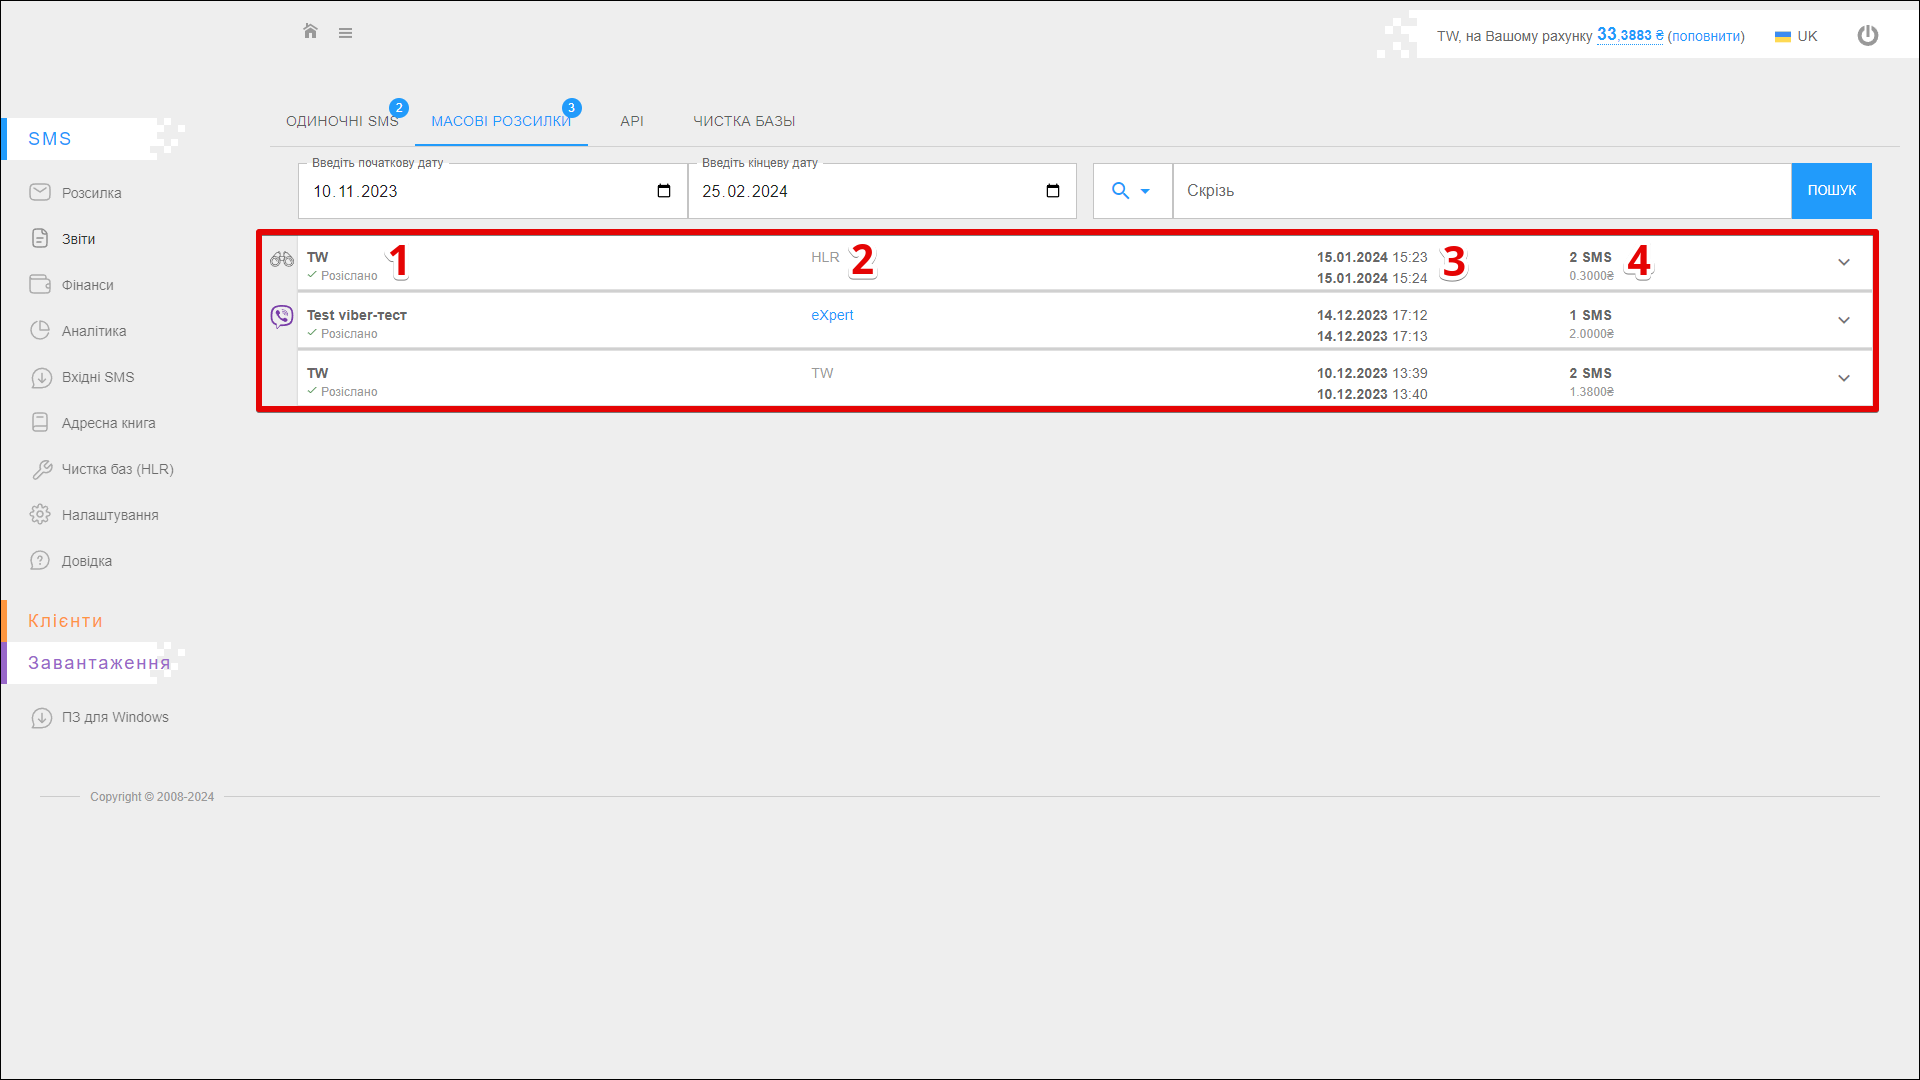 TW, на Вашому рахунку 33,3883 ₴ (поповнити)
UK
SMS
Розсилка
Звіти
Фінанси
Аналітика
Вхідні SMS
Адресна книга
Чистка баз (HLR)
Налаштування
Довідка
Клієнти
Завантаження
ПЗ для Windows
ОДИНОЧНІ SMS 2
МАСОВІ РОЗСИЛКИ 3
API
ЧИСТКА БАЗЫ
Введіть початкову дату
10.11.2023
Введіть кінцеву дату
25.02.2024
Скрізь
ПОШУК
TW 1 HLR 2 15.01.2024 15:23 3 2 SMS 4
Розіслано 15.01.2024 15:24 0.3000₴
Test viber-тест eXpert 14.12.2023 17:12 1 SMS
Розіслано 14.12.2023 17:13 2.0000₴
TW TW 10.12.2023 13:39 2 SMS
Розіслано 10.12.2023 13:40 1.3800₴
Copyright © 2008-2024